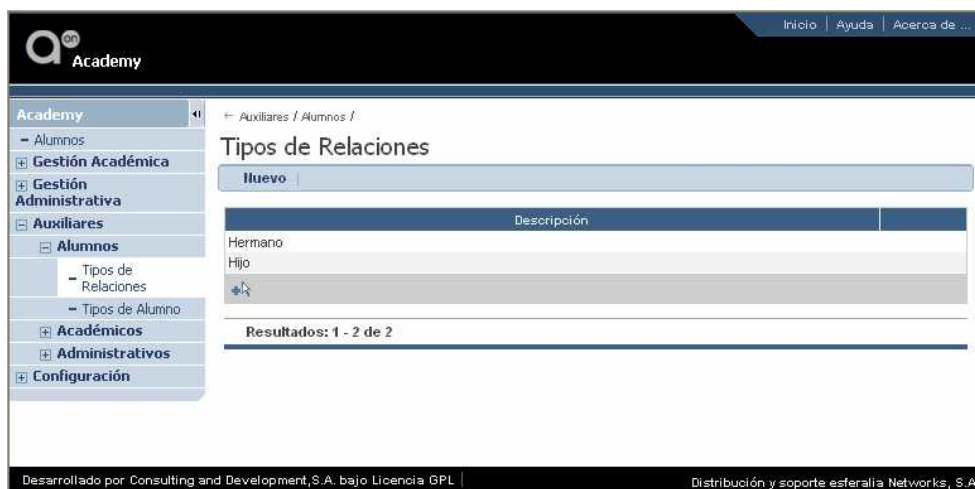 Inicio | Ayuda | Acerca de ...
aon
Academy
Academy
Alumnos
Gestión Académica
Gestión
Administrativa
Auxiliares
Alumnos
Tipos de
Relaciones
Tipos de Alumno
Académicos
Administrativos
Configuración
← Auxiliares / Alumnos /
Tipos de Relaciones
Nuevo |
Descripción
Hermano
Hijo
Resultados: 1 - 2 de 2
Desarrollado por Consulting and Development,S.A. bajo Licencia GPL |
Distribución y soporte esferalia Networks, S.A